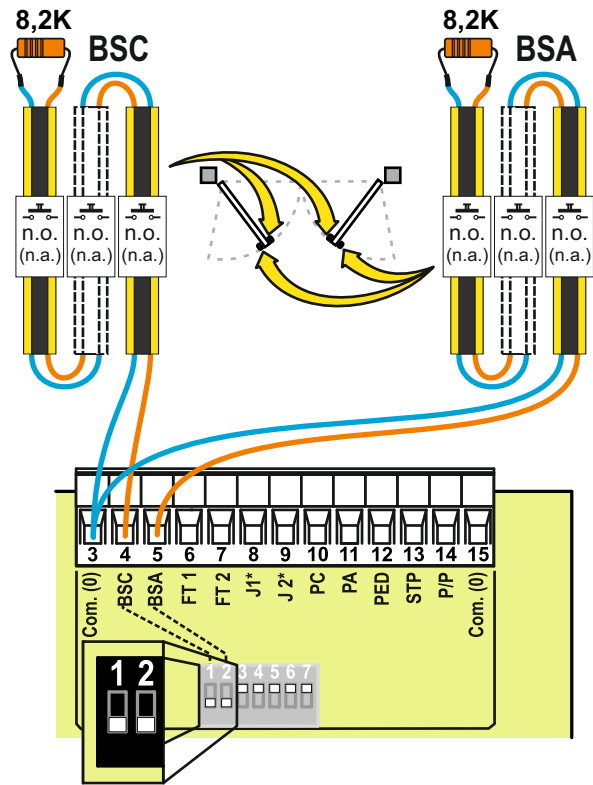 8,2K
BSC
8,2K
BSA
n.o.
(n.a.)
n.o.
(n.a.)
n.o.
(n.a.)
n.o.
(n.a.)
n.o.
(n.a.)
n.o.
(n.a.)
3 4 5 6 7 8 9 10 11 12 13 14 15
Com. (0)
BSC
BSA
FT 1
FT 2
J1*
J 2*
PC
PA
PED
STP
P/P
Com. (0)
1 2
1 2 3 4 5 6 7